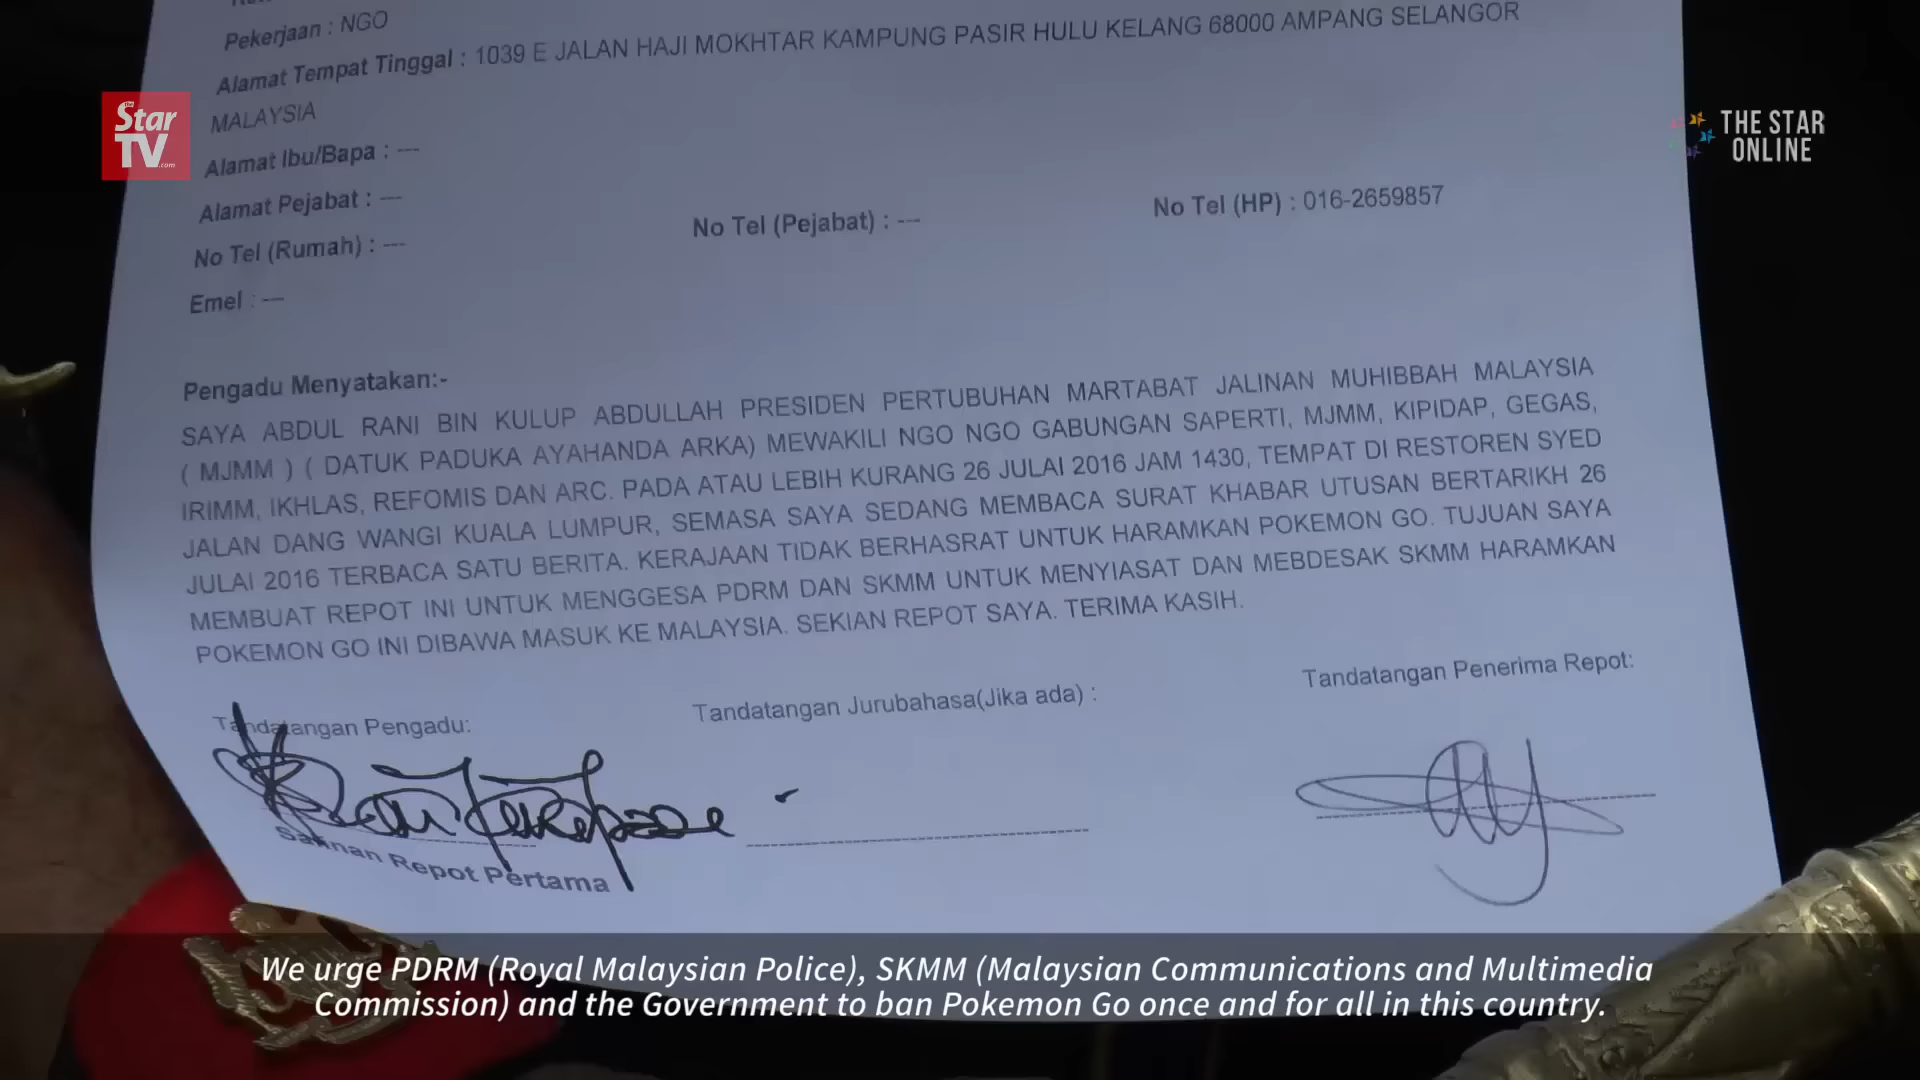 Pekerjaan : NGO
Alamat Tempat Tinggal : 1039 E JALAN HAJI MOKHTAR KAMPUNG PASIR HULU KELANG 68000 AMPANG SELANGOR
MALAYSIA
The Star TV .com
THE STAR ONLINE
Alamat Ibu/Bapa : ---
Alamat Pejabat : ---
No Tel (Rumah) : --- No Tel (Pejabat) : --- No Tel (HP) : 016-2659857
Emel : ---
Pengadu Menyatakan:-
SAYA ABDUL RANI BIN KULUP ABDULLAH PRESIDEN PERTUBUHAN MARTABAT JALINAN MUHIBBAH MALAYSIA
( MJMM ) ( DATUK PADUKA AYAHANDA ARKA) MEWAKILI NGO NGO GABUNGAN SAPERTI, MJMM, KIPIDAP, GEGAS,
IRIMM, IKHLAS, REFOMIS DAN ARC. PADA ATAU LEBIH KURANG 26 JULAI 2016 JAM 1430, TEMPAT DI RESTOREN SYED
JALAN DANG WANGI KUALA LUMPUR, SEMASA SAYA SEDANG MEMBACA SURAT KHABAR UTUSAN BERTARIKH 26
JULAI 2016 TERBACA SATU BERITA. KERAJAAN TIDAK BERHASRAT UNTUK HARAMKAN POKEMON GO. TUJUAN SAYA
MEMBUAT REPOT INI UNTUK MENGGESA PDRM DAN SKMM UNTUK MENYIASAT DAN MEBDESAK SKMM HARAMKAN
POKEMON GO INI DIBAWA MASUK KE MALAYSIA. SEKIAN REPOT SAYA. TERIMA KASIH.
Tandatangan Pengadu: Tandatangan Jurubahasa(Jika ada) : Tandatangan Penerima Repot:
Salinan Repot Pertama
We urge PDRM (Royal Malaysian Police), SKMM (Malaysian Communications and Multimedia
Commission) and the Government to ban Pokemon Go once and for all in this country.